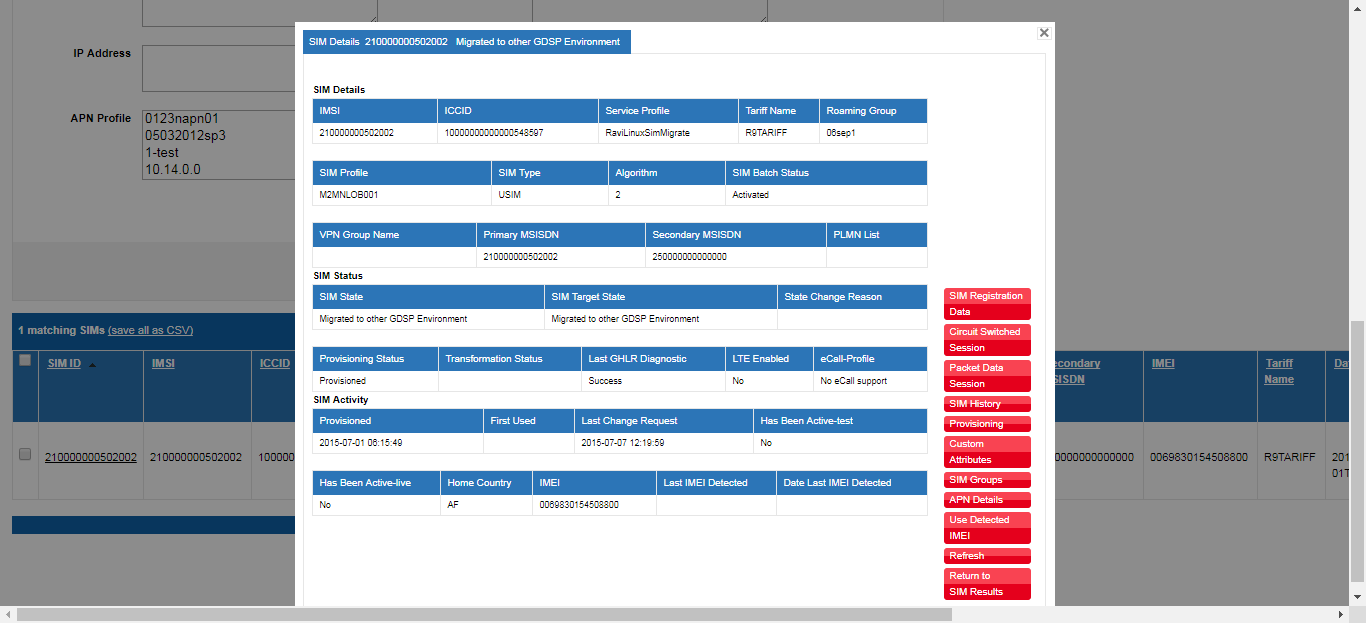 IP Address
APN Profile
0123napn01
05032012sp3
1-test
10.14.0.0
1 matching SIMs (save all as CSV)
SIM ID IMSI ICCID
210000000502002 210000000502002 100000
SIM Details 210000000502002 Migrated to other GDSP Environment
SIM Details
IMSI ICCID Service Profile Tariff Name Roaming Group
210000000502002 10000000000000548597 RaviLinuxSimMigrate R9TARIFF 06sep1
SIM Profile SIM Type Algorithm SIM Batch Status
M2MNLOB001 USIM 2 Activated
VPN Group Name Primary MSISDN Secondary MSISDN PLMN List
210000000502002 250000000000000
SIM Status
SIM State SIM Target State State Change Reason
Migrated to other GDSP Environment Migrated to other GDSP Environment
Provisioning Status Transformation Status Last GHLR Diagnostic LTE Enabled eCall-Profile
Provisioned Success No No eCall support
SIM Activity
Provisioned First Used Last Change Request Has Been Active-test
2015-07-01 06:15:49 2015-07-07 12:19:59 No
Has Been Active-live Home Country IMEI Last IMEI Detected Date Last IMEI Detected
No AF 0069830154508800
SIM Registration
Data
Circuit Switched
Session
Packet Data
Session
SIM History
Provisioning
Custom
Attributes
SIM Groups
APN Details
Use Detected
IMEI
Refresh
Return to
SIM Results
econdary IMEI Tariff Da
SISDN Name
0000000000000 0069830154508800 R9TARIFF 201
01T